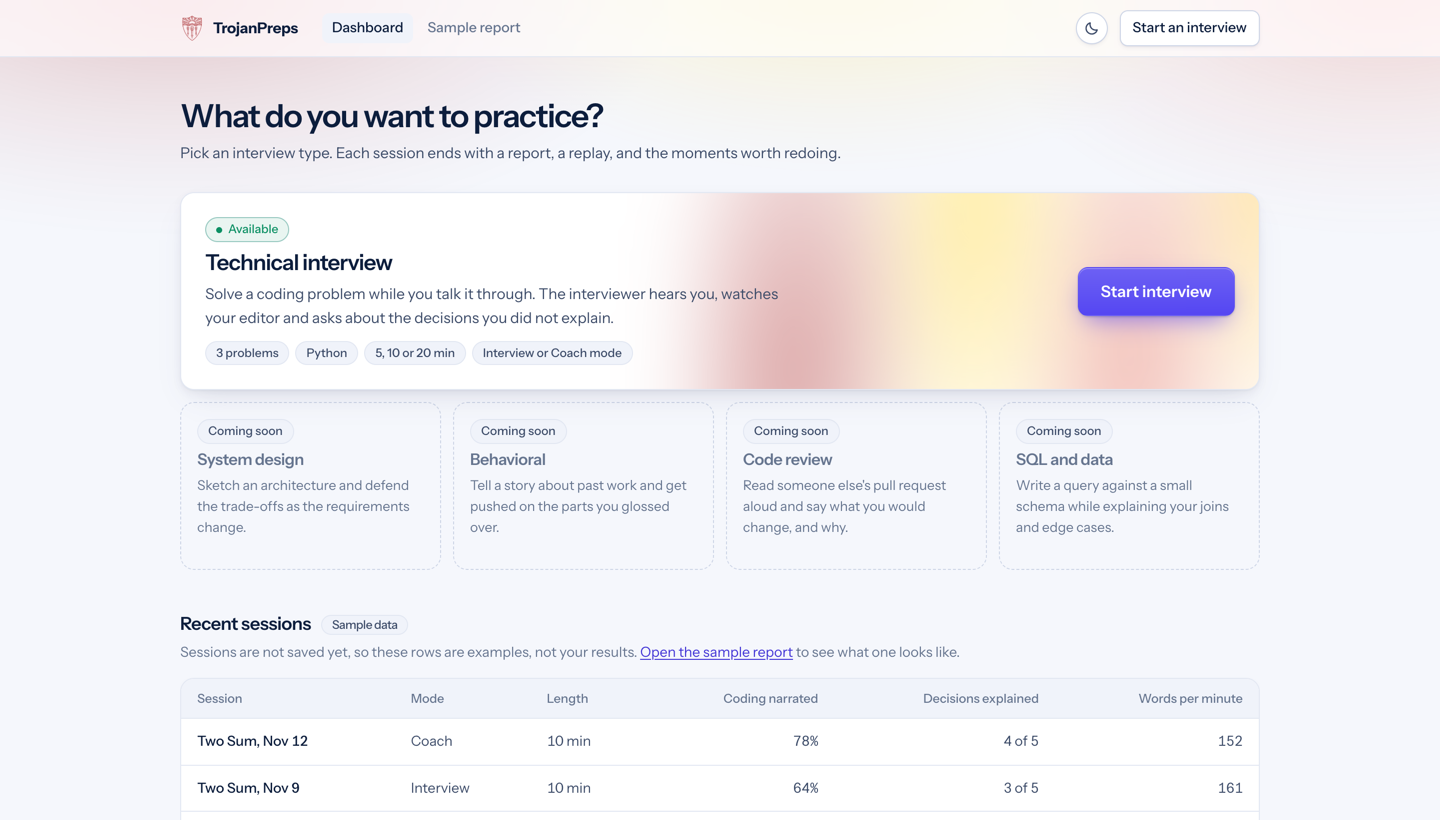 TrojanPreps
Dashboard
Sample report
Start an interview
What do you want to practice?
Pick an interview type. Each session ends with a report, a replay, and the moments worth redoing.
Available
Technical interview
Solve a coding problem while you talk it through. The interviewer hears you, watches
your editor and asks about the decisions you did not explain.
3 problems
Python
5, 10 or 20 min
Interview or Coach mode
Start interview
Coming soon
System design
Sketch an architecture and defend
the trade-offs as the requirements
change.
Coming soon
Behavioral
Tell a story about past work and get
pushed on the parts you glossed
over.
Coming soon
Code review
Read someone else's pull request
aloud and say what you would
change, and why.
Coming soon
SQL and data
Write a query against a small
schema while explaining your joins
and edge cases.
Recent sessions
Sample data
Sessions are not saved yet, so these rows are examples, not your results. Open the sample report to see what one looks like.
Session Mode Length Coding narrated Decisions explained Words per minute
Two Sum, Nov 12 Coach 10 min 78% 4 of 5 152
Two Sum, Nov 9 Interview 10 min 64% 3 of 5 161